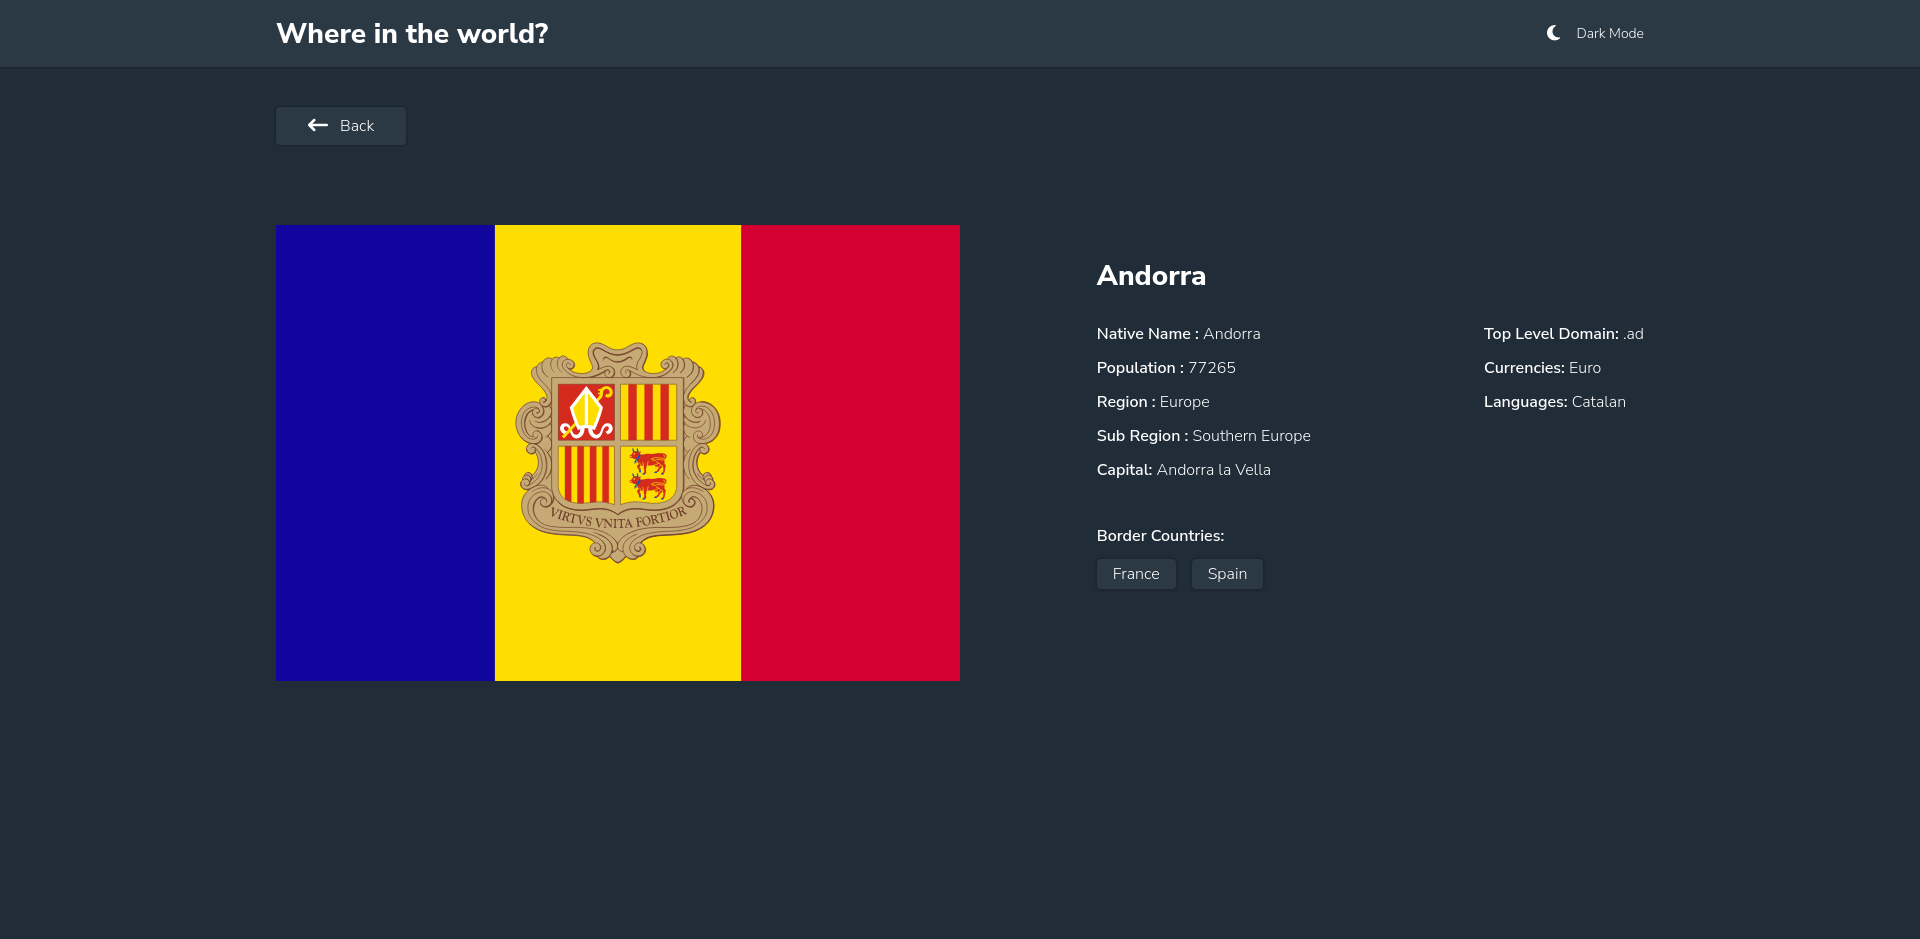 Where in the world?
Dark Mode
Back
VIRTVS VNITA FORTIOR
Andorra
Native Name : Andorra
Population : 77265
Region : Europe
Sub Region : Southern Europe
Capital: Andorra la Vella
Top Level Domain: .ad
Currencies: Euro
Languages: Catalan
Border Countries:
France
Spain